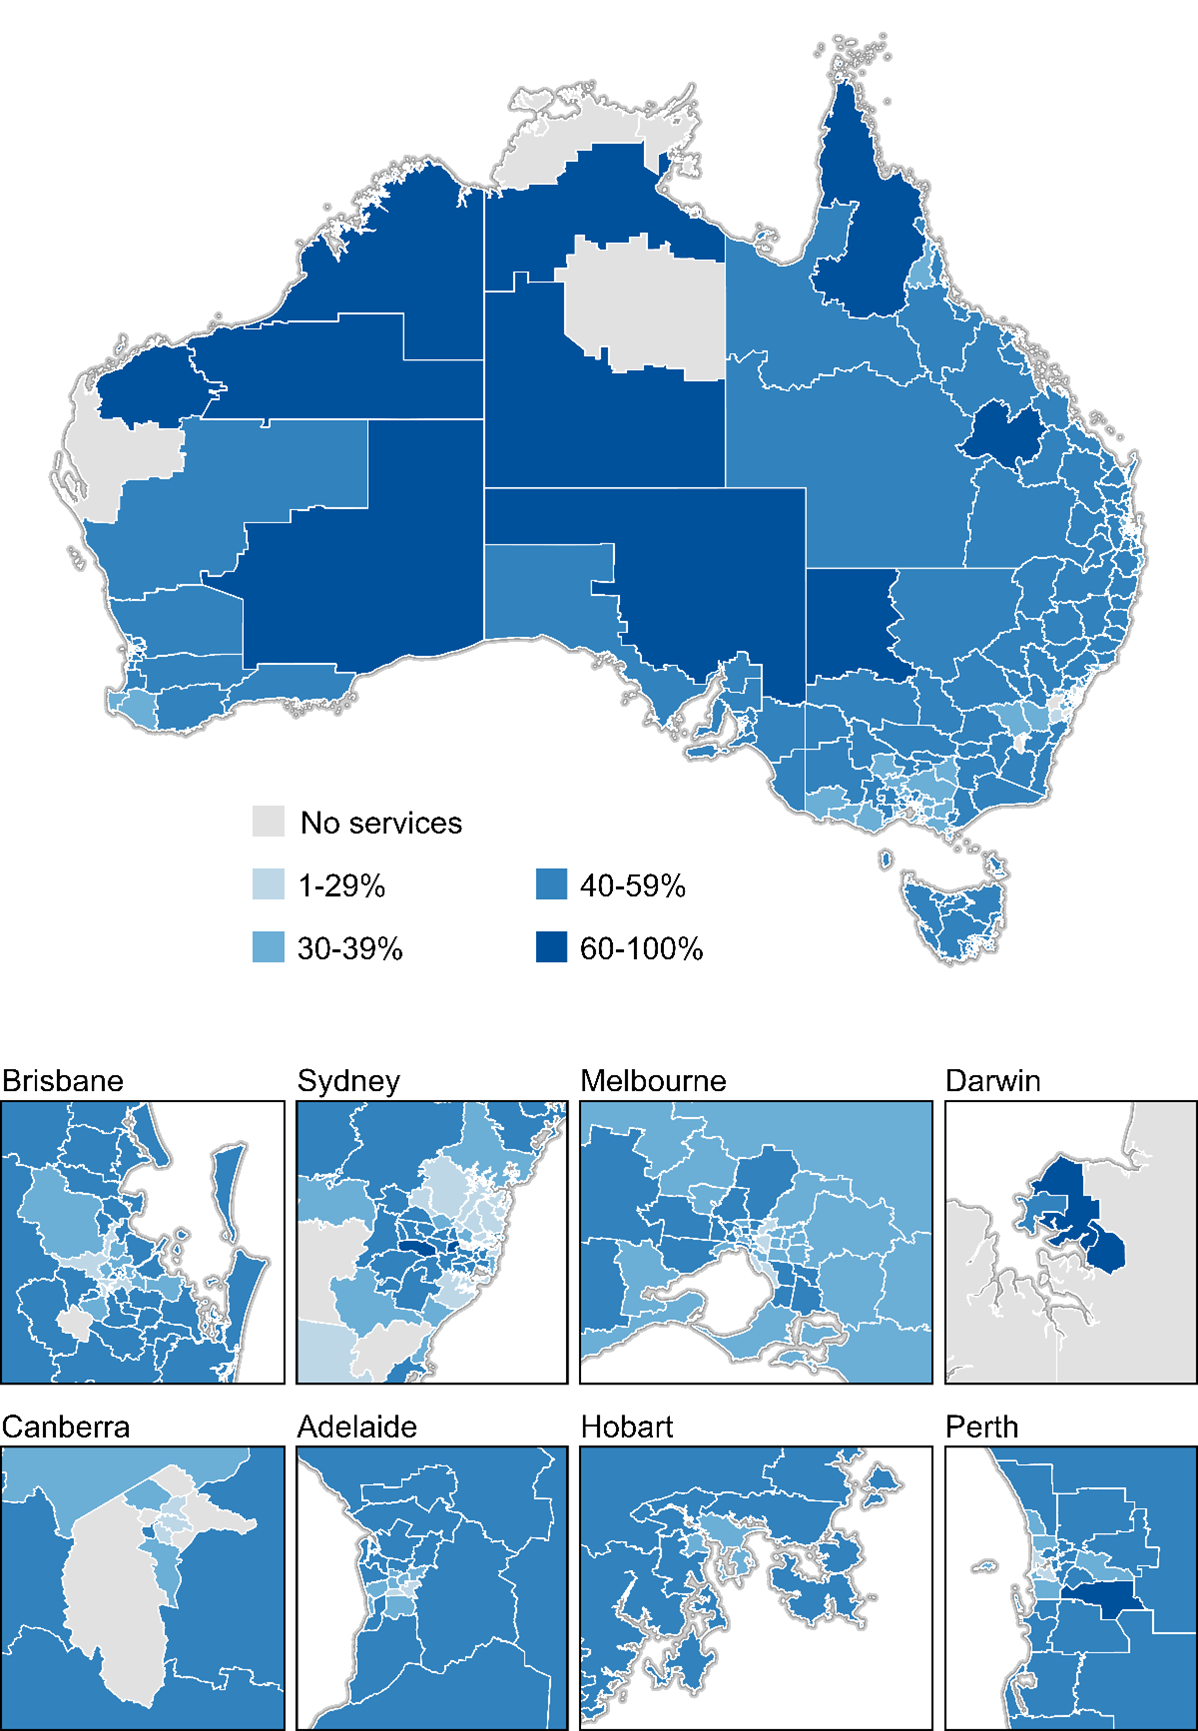 No services
1-29%
40-59%
30-39%
60-100%
Brisbane
Sydney
Melbourne
Darwin
Canberra
Adelaide
Hobart
Perth